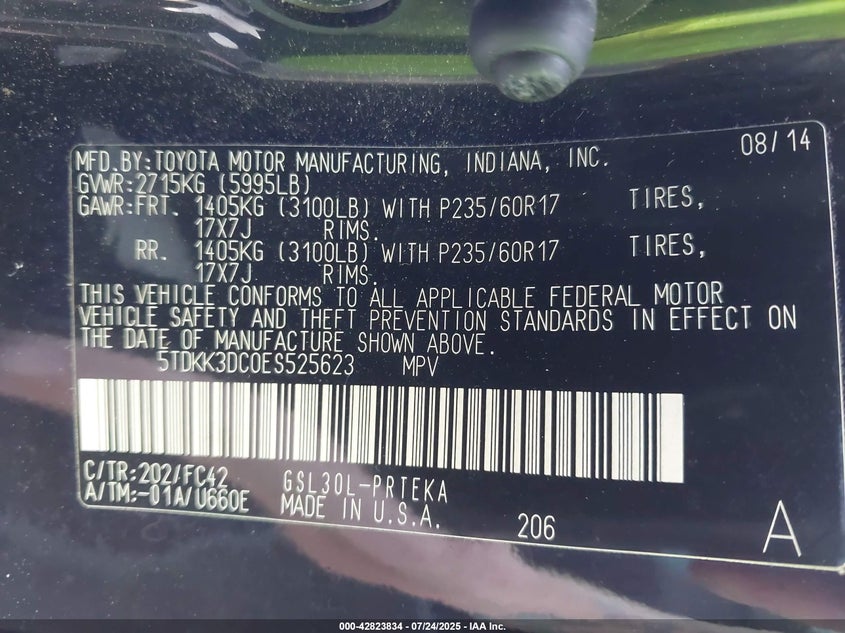 08/14
MFD.BY:TOYOTA MOTOR MANUFACTURING, INDIANA, INC.
GVWR:2715KG (5995LB)
GAWR:FRT. 1405KG (3100LB) WITH P235/60R17 TIRES,
17X7J RIMS.
RR. 1405KG (3100LB) WITH P235/60R17 TIRES,
17X7J RIMS.
THIS VEHICLE CONFORMS TO ALL APPLICABLE FEDERAL MOTOR
VEHICLE SAFETY AND THEFT PREVENTION STANDARDS IN EFFECT ON
THE DATE OF MANUFACTURE SHOWN ABOVE.
5TDKK3DC0ES525623 MPV
C/TR:202/FC42 GSL30L-PRTEKA
A/TM:-01A/U660E MADE IN U.S.A. 206 A
000-42823834 - 07/24/2025 - IAA Inc.